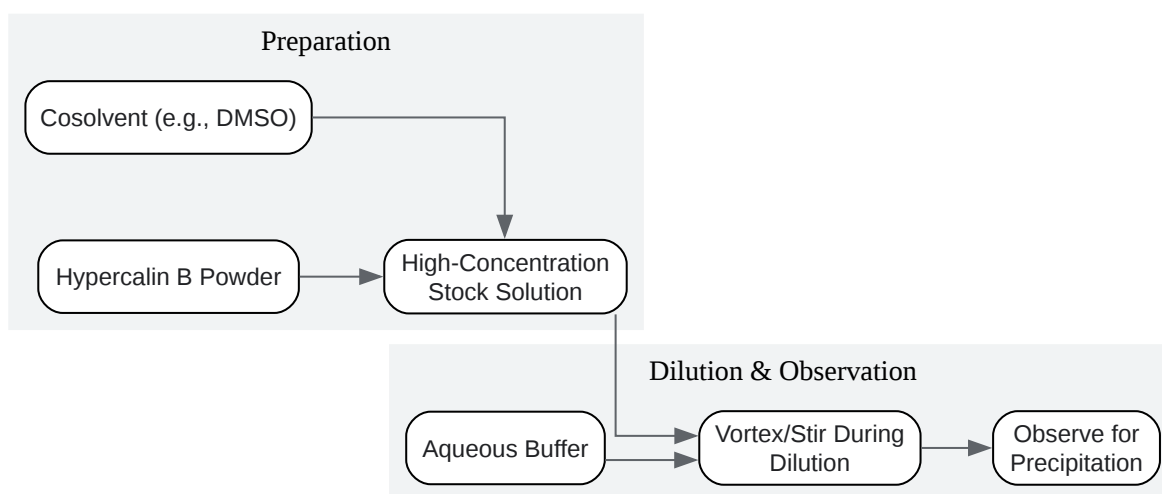 Preparation
Cosolvent (e.g., DMSO)
Hypercalin B Powder
High-Concentration
Stock Solution
Dilution & Observation
Aqueous Buffer
Vortex/Stir During
Dilution
Observe for
Precipitation